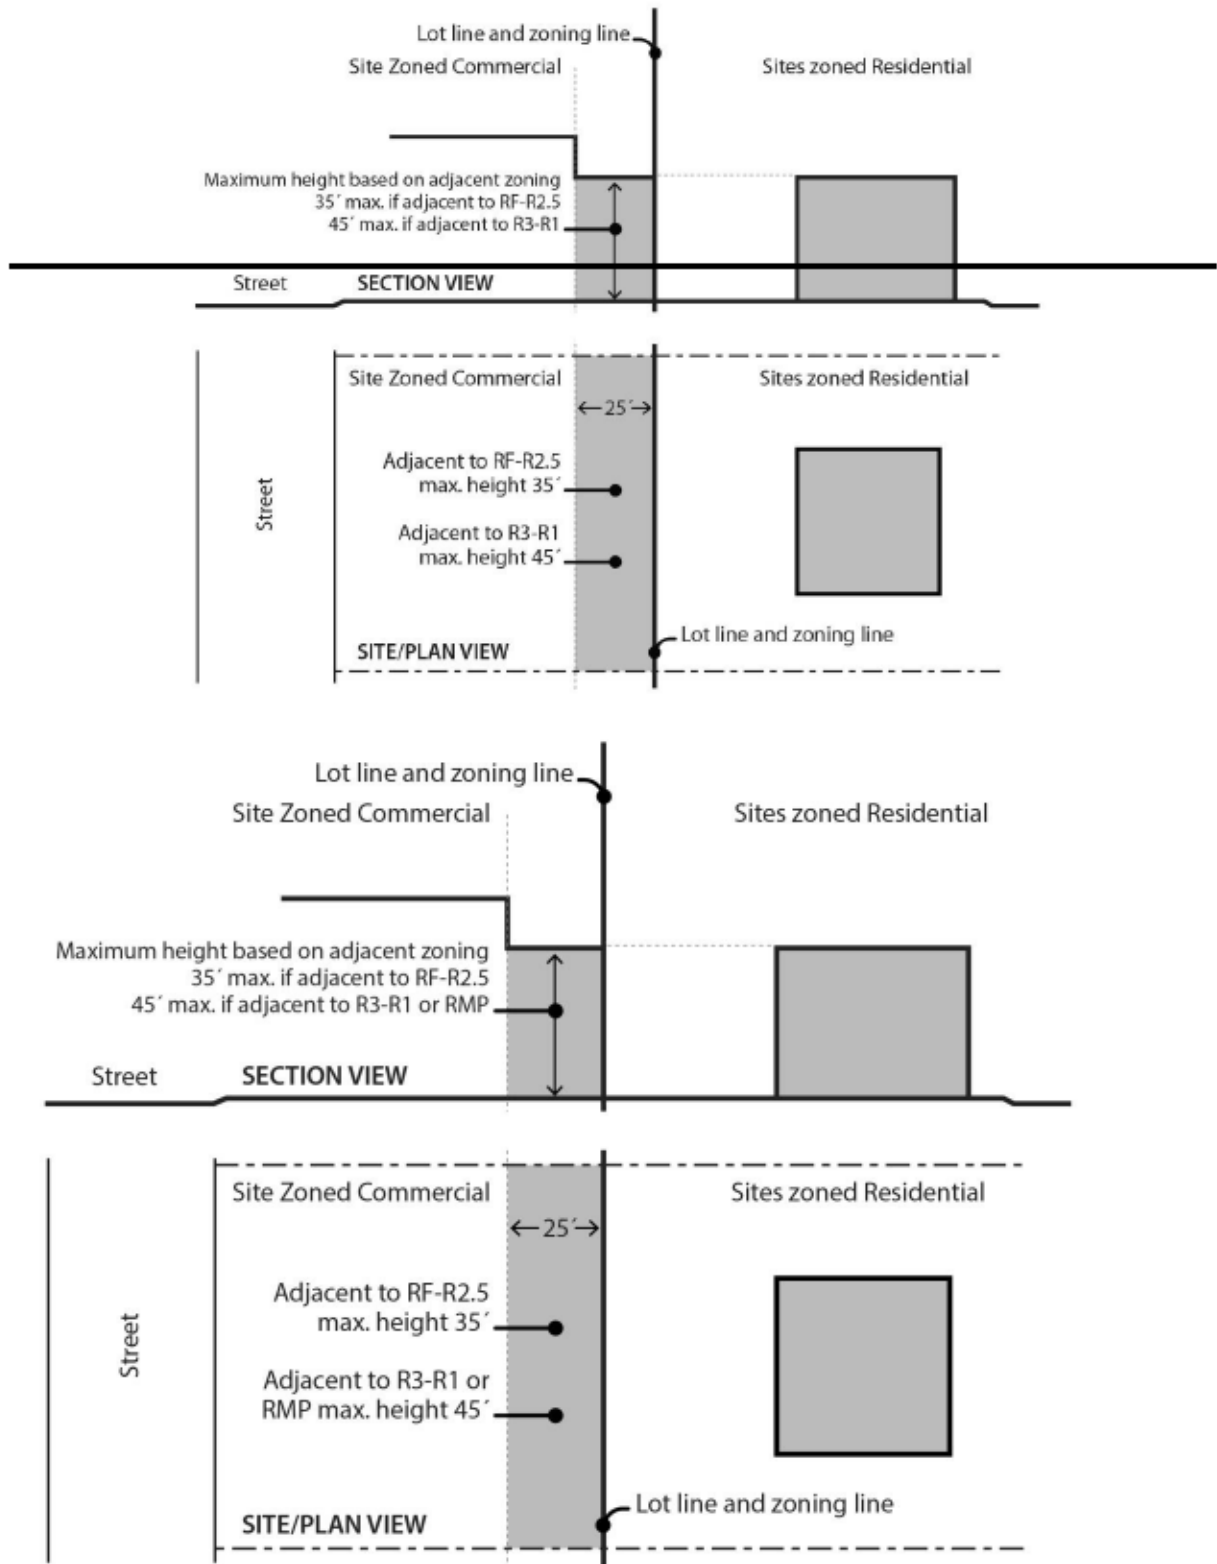 Lot line and zoning line
Site Zoned Commercial
Sites zoned Residential
Maximum height based on adjacent zoning
35´ max. if adjacent to RF-R2.5
45´ max. if adjacent to R3-R1
Street
SECTION VIEW
Site Zoned Commercial
Sites zoned Residential
25´
Adjacent to RF-R2.5
max. height 35´
Street
Adjacent to R3-R1
max. height 45´
Lot line and zoning line
SITE/PLAN VIEW
Lot line and zoning line
Site Zoned Commercial
Sites zoned Residential
Maximum height based on adjacent zoning
35´ max. if adjacent to RF-R2.5
45´ max. if adjacent to R3-R1 or RMP
Street
SECTION VIEW
Site Zoned Commercial
Sites zoned Residential
25´
Adjacent to RF-R2.5
max. height 35´
Street
Adjacent to R3-R1 or
RMP max. height 45´
Lot line and zoning line
SITE/PLAN VIEW